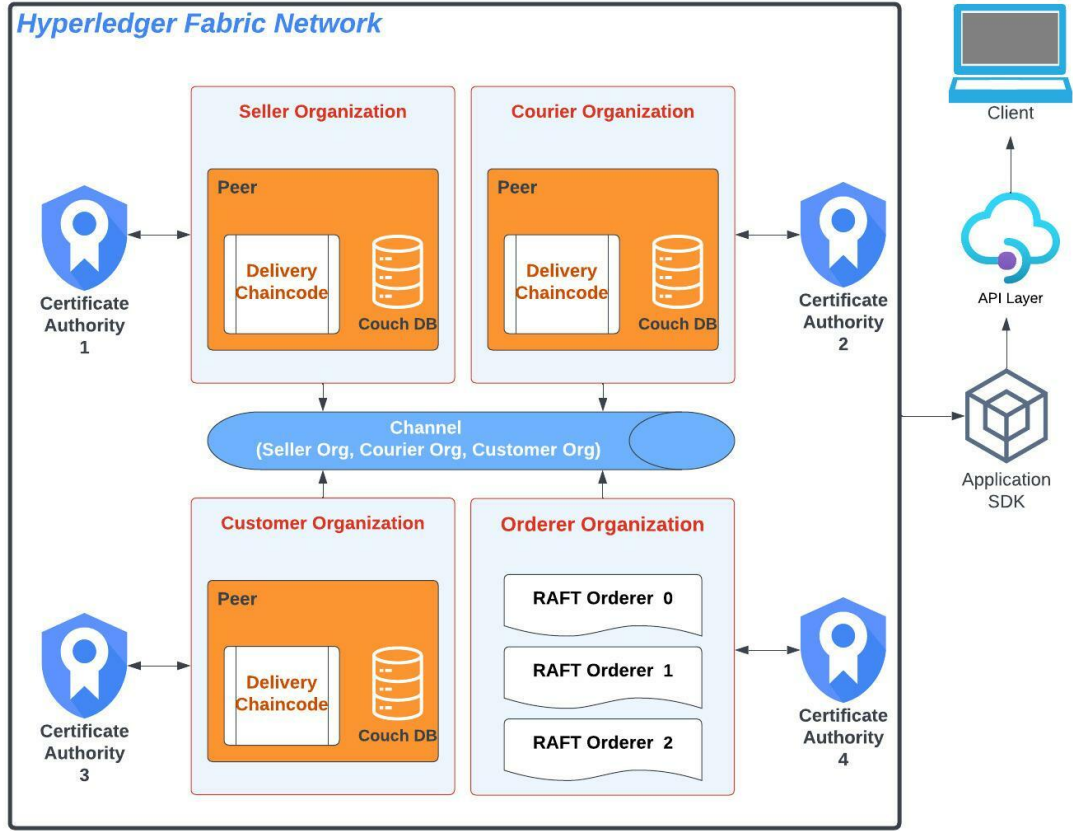 Hyperledger Fabric Network
Seller Organization
Peer
Delivery
Chaincode
Couch DB
Certificate
Authority
1
Courier Organization
Peer
Delivery
Chaincode
Couch DB
Certificate
Authority
2
Client
API Layer
Application
SDK
Channel
(Seller Org, Courier Org, Customer Org)
Customer Organization
Peer
Delivery
Chaincode
Couch DB
Certificate
Authority
3
Orderer Organization
RAFT Orderer 0
RAFT Orderer 1
RAFT Orderer 2
Certificate
Authority
4